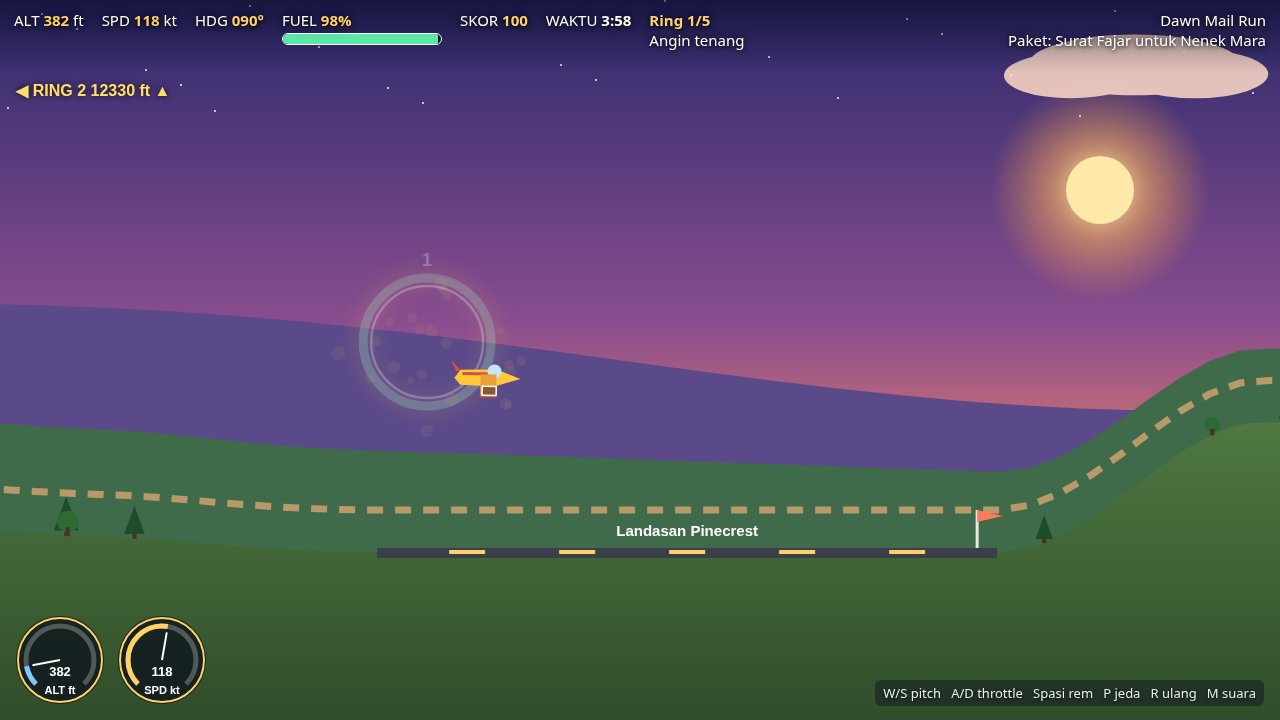 ALT 382 ft SPD 118 kt HDG 090° FUEL 98% SKOR 100 WAKTU 3:58 Ring 1/5 Dawn Mail Run
Angin tenang Paket: Surat Fajar untuk Nenek Mara
◀ RING 2 12330 ft ▲
1
Landasan Pinecrest
382 118
ALT ft SPD kt
W/S pitch A/D throttle Spasi rem P jeda R ulang M suara